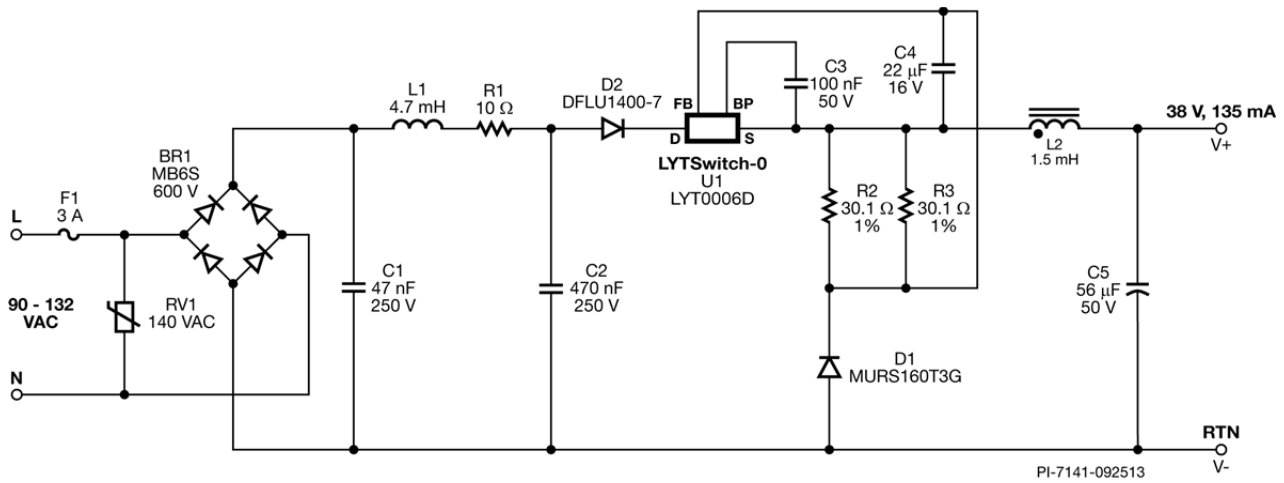 L
F1
3 A
90 - 132
VAC
N
RV1
140 VAC
BR1
MB6S
600 V
C1
47 nF
250 V
L1
4.7 mH
R1
10 Ω
C2
470 nF
250 V
D2
DFLU1400-7
FB
BP
D
S
LYTSwitch-0
U1
LYT0006D
C3
100 nF
50 V
C4
22 μF
16 V
R2
30.1 Ω
1%
R3
30.1 Ω
1%
D1
MURS160T3G
L2
1.5 mH
C5
56 μF
50 V
38 V, 135 mA
V+
RTN
V-
PI-7141-092513